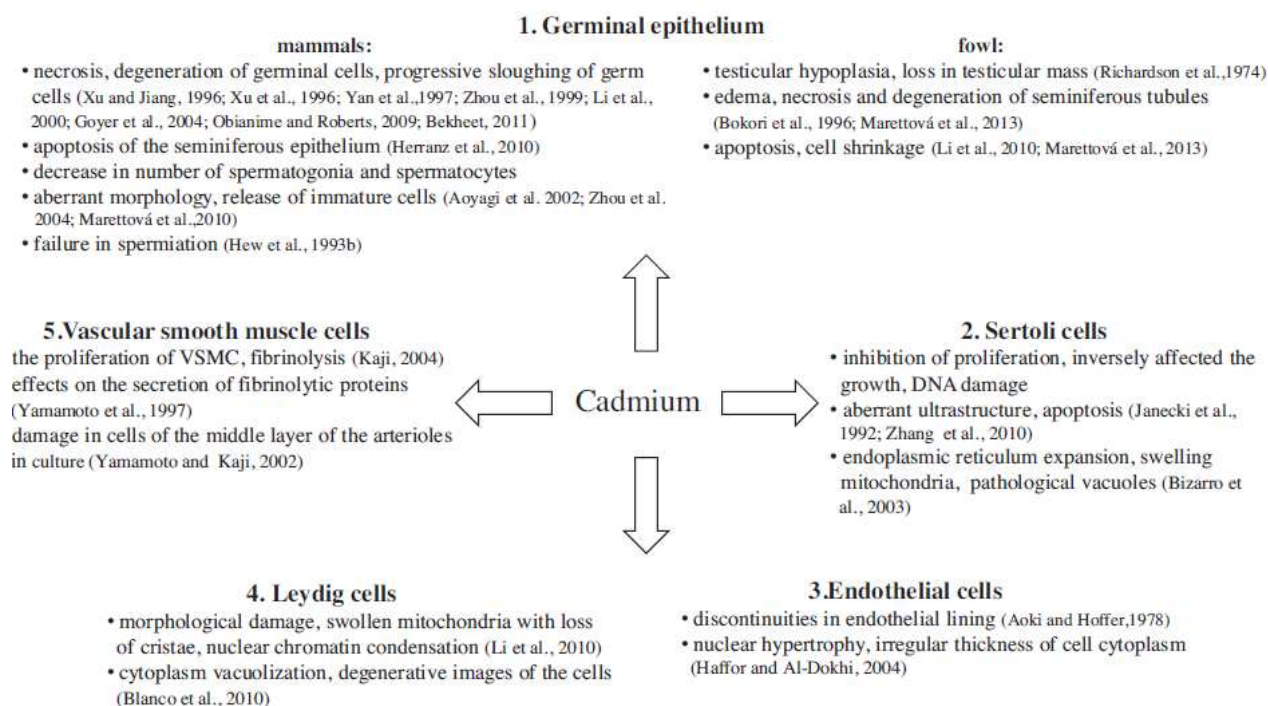 1. Germinal epithelium
mammals:
• necrosis, degeneration of germinal cells, progressive sloughing of germ
cells (Xu and Jiang, 1996; Xu et al., 1996; Yan et al.,1997; Zhou et al., 1999; Li et al.,
2000; Goyer et al., 2004; Obianime and Roberts, 2009; Bekheet, 2011)
• apoptosis of the seminiferous epithelium (Herranz et al., 2010)
• decrease in number of spermatogonia and spermatocytes
• aberrant morphology, release of immature cells (Aoyagi et al. 2002; Zhou et al.
2004; Marettová et al.,2010)
• failure in spermiation (Hew et al., 1993b)
fowl:
• testicular hypoplasia, loss in testicular mass (Richardson et al.,1974)
• edema, necrosis and degeneration of seminiferous tubules
(Bokori et al., 1996; Marettová et al., 2013)
• apoptosis, cell shrinkage (Li et al., 2010; Marettová et al., 2013)
5.Vascular smooth muscle cells
the proliferation of VSMC, fibrinolysis (Kaji, 2004)
effects on the secretion of fibrinolytic proteins
(Yamamoto et al., 1997)
damage in cells of the middle layer of the arterioles
in culture (Yamamoto and Kaji, 2002)
Cadmium
2. Sertoli cells
• inhibition of proliferation, inversely affected the
growth, DNA damage
• aberrant ultrastructure, apoptosis (Janecki et al.,
1992; Zhang et al., 2010)
• endoplasmic reticulum expansion, swelling
mitochondria, pathological vacuoles (Bizarro et
al., 2003)
4. Leydig cells
• morphological damage, swollen mitochondria with loss
of cristae, nuclear chromatin condensation (Li et al., 2010)
• cytoplasm vacuolization, degenerative images of the cells
(Blanco et al., 2010)
3.Endothelial cells
• discontinuities in endothelial lining (Aoki and Hoffer,1978)
• nuclear hypertrophy, irregular thickness of cell cytoplasm
(Haffor and Al-Dokhi, 2004)